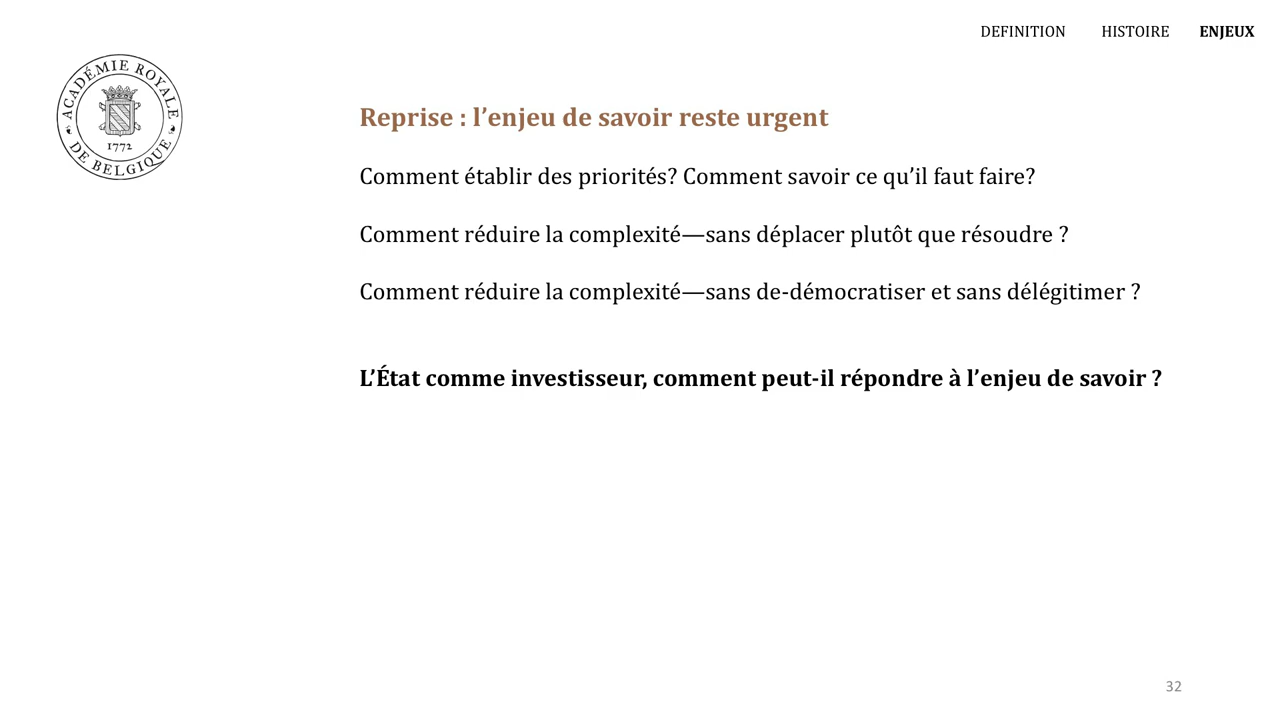 DEFINITION HISTOIRE ENJEUX
ACADÉMIE ROYALE
DE BELGIQUE
1772
Reprise : l’enjeu de savoir reste urgent
Comment établir des priorités? Comment savoir ce qu’il faut faire?
Comment réduire la complexité—sans déplacer plutôt que résoudre ?
Comment réduire la complexité—sans de-démocratiser et sans délégitimer ?
L’État comme investisseur, comment peut-il répondre à l’enjeu de savoir ?
32